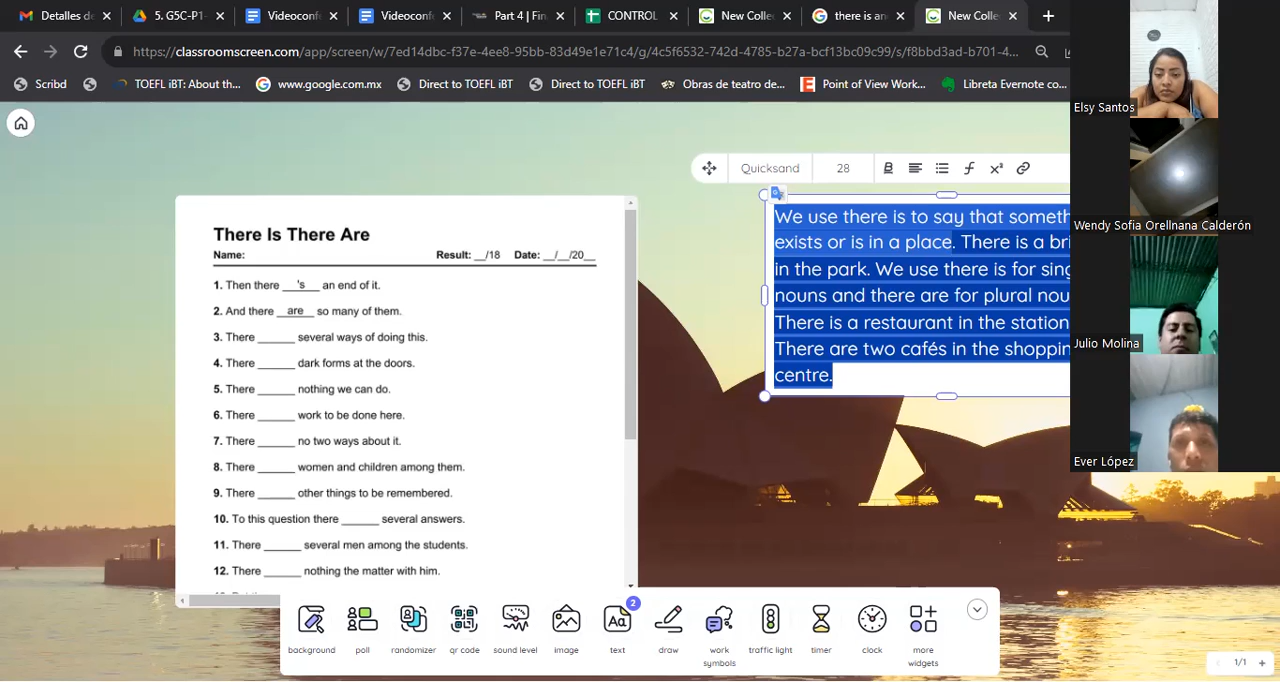 Detalles de
5. G5C-P1-
Videoconf
Videoconf
Part 4 | Fin
CONTROL
New Colle
there is an
New Colle
https://classroomscreen.com/app/screen/w/7ed14dbc-f37e-4ee8-95bb-83d49e1e71c4/g/4c5f6532-742d-4785-b27a-bcf13bc09c99/s/f8bbd3ad-b701-4...
Scribd
TOEFL iBT: About th...
www.google.com.mx
Direct to TOEFL iBT
Direct to TOEFL iBT
Obras de teatro de...
Point of View Work...
Libreta Evernote co...
Elsy Santos
Wendy Sofia Orellnana Calderón
Julio Molina
Ever López
Quicksand
28
There Is There Are
Name: Result: __/18 Date: __/__/20__
1. Then there 's an end of it.
2. And there are so many of them.
3. There ______ several ways of doing this.
4. There ______ dark forms at the doors.
5. There ______ nothing we can do.
6. There ______ work to be done here.
7. There ______ no two ways about it.
8. There ______ women and children among them.
9. There ______ other things to be remembered.
10. To this question there ______ several answers.
11. There ______ several men among the students.
12. There ______ nothing the matter with him.
We use there is to say that someth
exists or is in a place. There is a bri
in the park. We use there is for sing
nouns and there are for plural nou
There is a restaurant in the station
There are two cafés in the shoppin
centre.
background
poll
randomizer
qr code
sound level
image
2
text
draw
work
symbols
traffic light
timer
clock
more
widgets
1/1